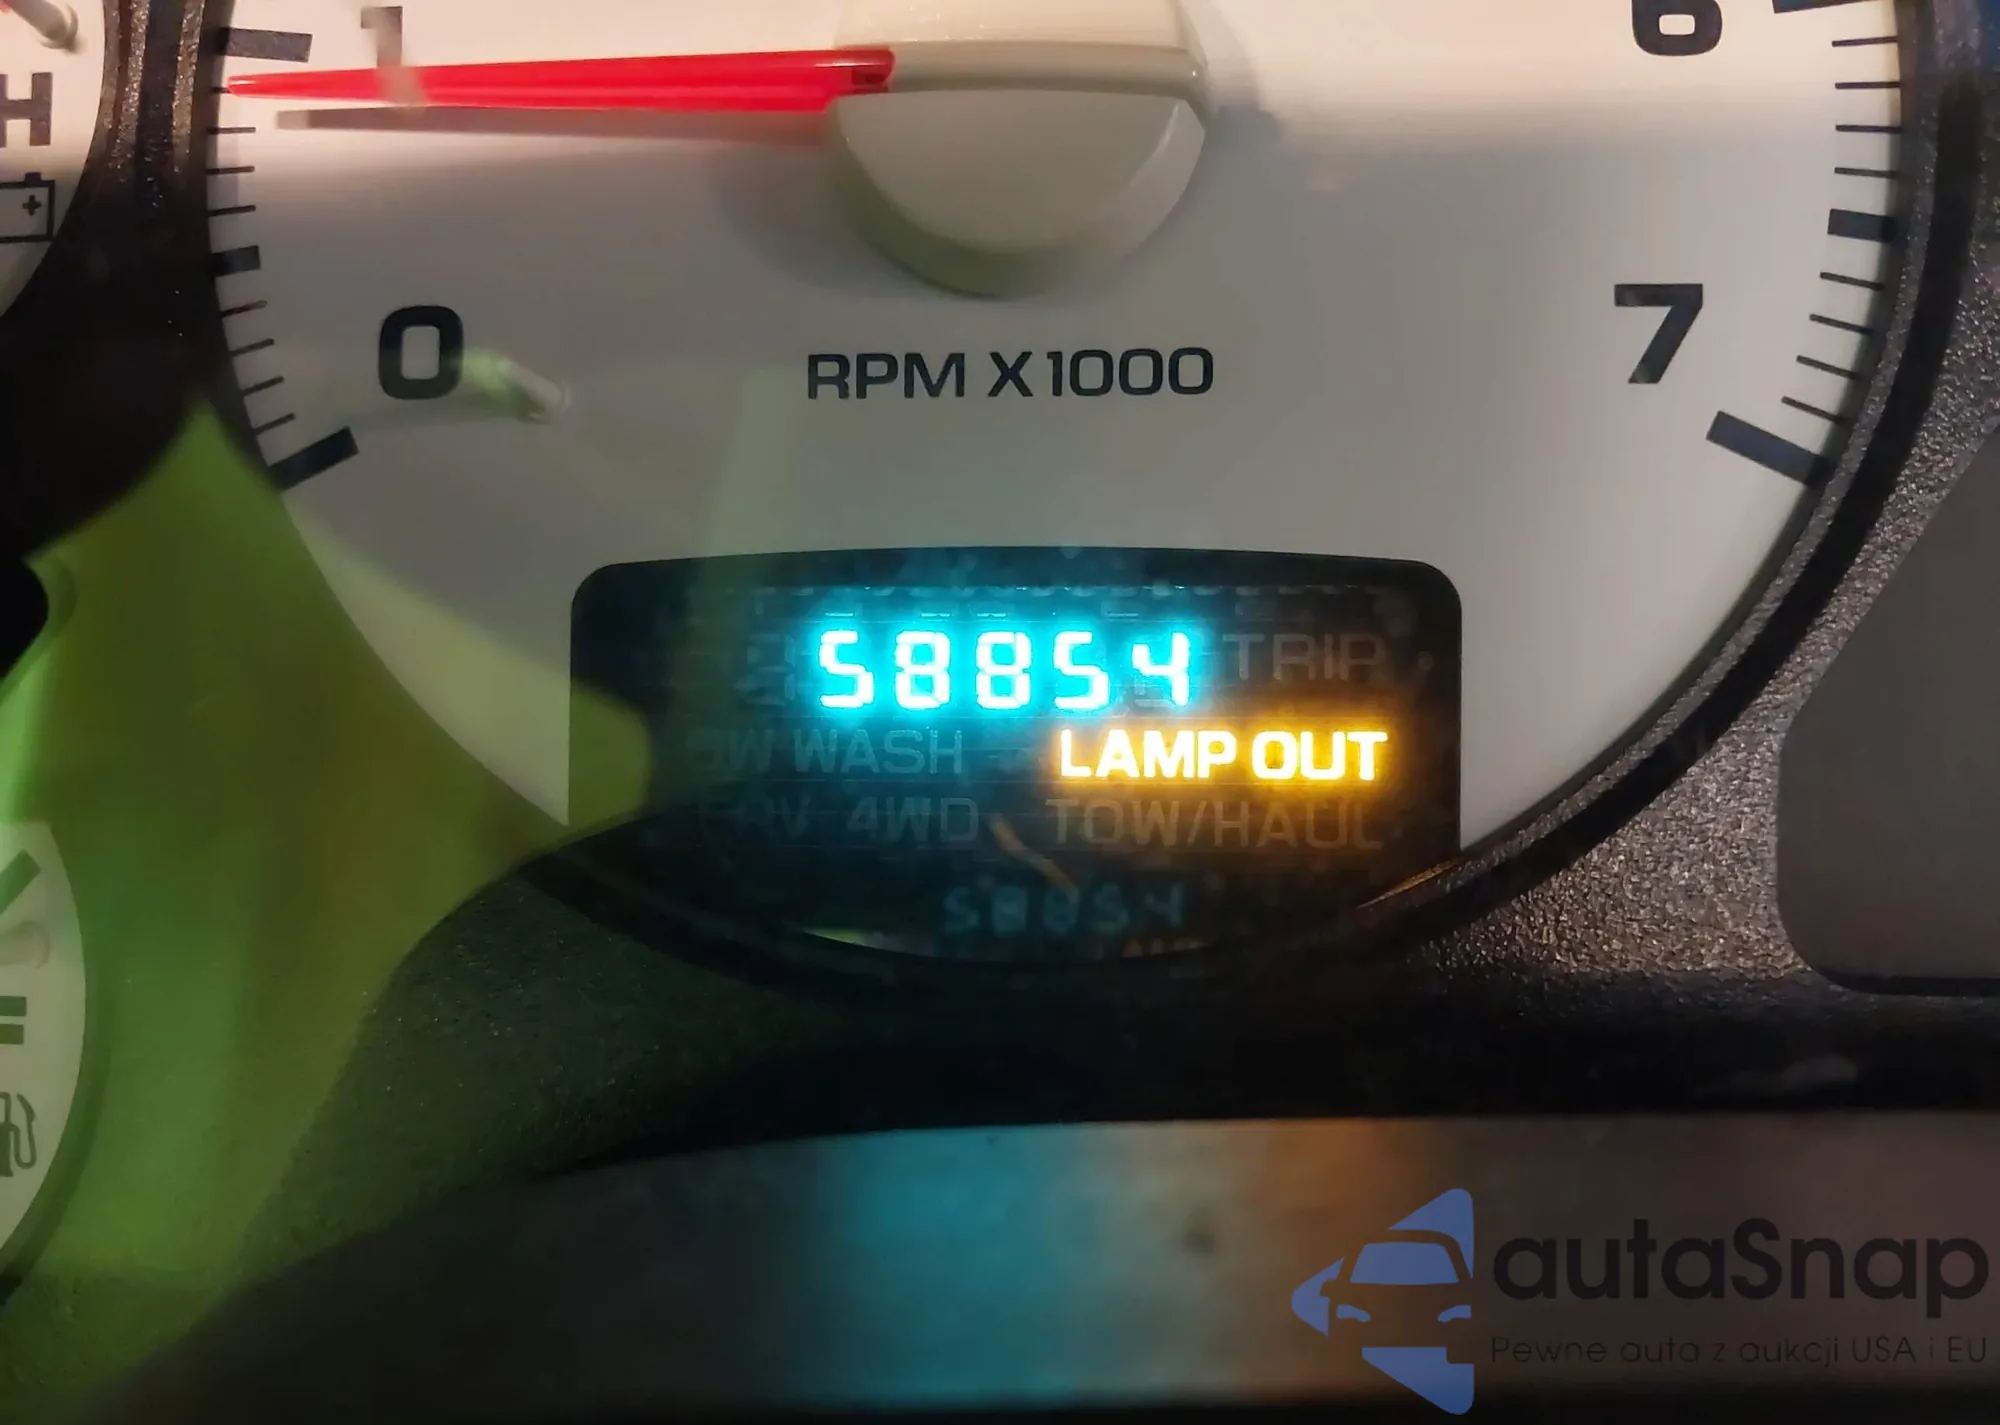 H
1
6
0
7
RPM X1000
58854
TRIP
WASH
LAMP OUT
4WD
TOW/HAUL
58854
autaSnap
Pewne auta z aukcji USA i EU